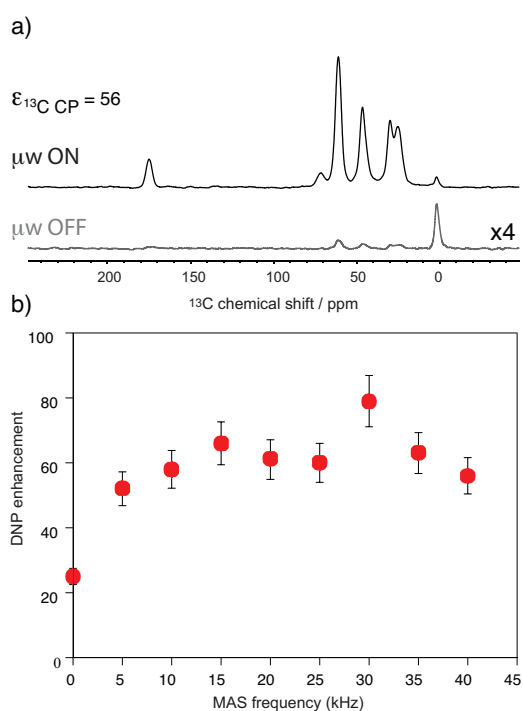 a)
ε13C CP = 56
μw ON
μw OFF
x4
200 150 100 50 0
13C chemical shift / ppm
b)
100
80
60
40
20
0
DNP enhancement
0 5 10 15 20 25 30 35 40 45
MAS frequency (kHz)